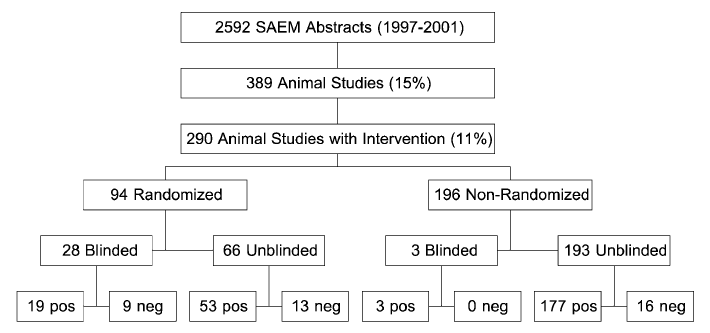 2592 SAEM Abstracts (1997-2001)
389 Animal Studies (15%)
290 Animal Studies with Intervention (11%)
94 Randomized
196 Non-Randomized
28 Blinded
66 Unblinded
3 Blinded
193 Unblinded
19 pos
9 neg
53 pos
13 neg
3 pos
0 neg
177 pos
16 neg